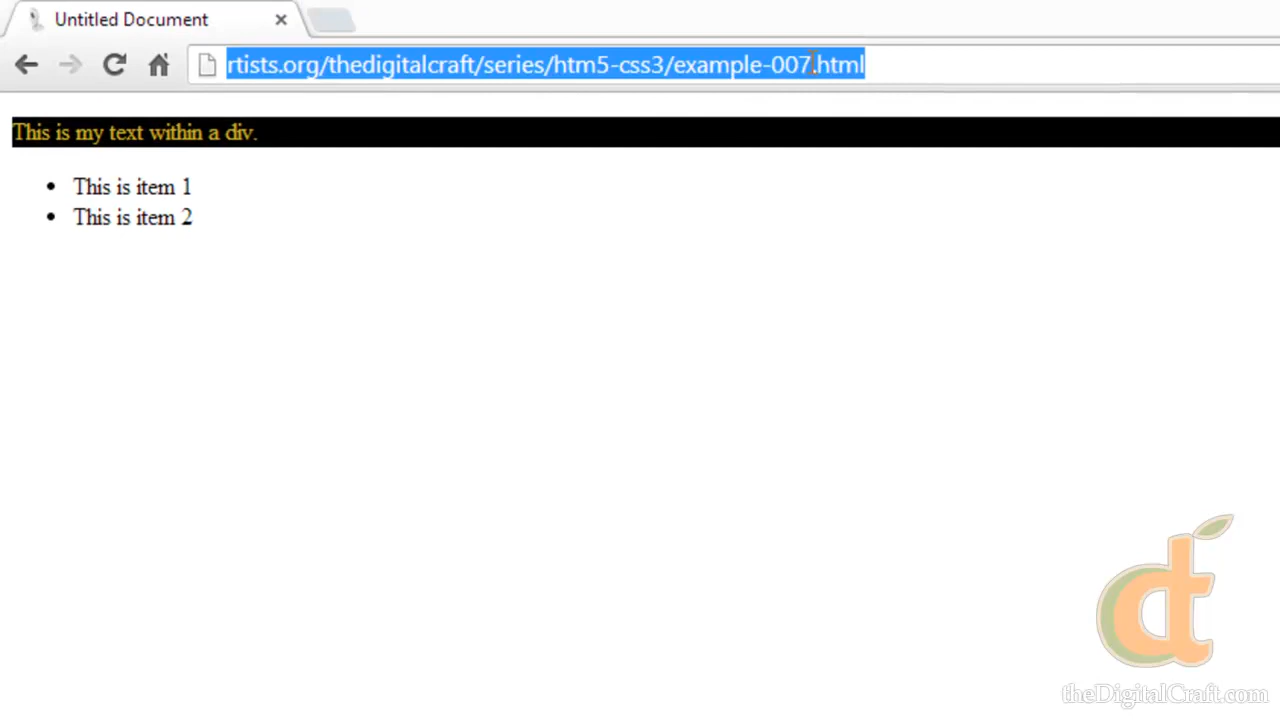 Untitled Document
rtists.org/thedigitalcraft/series/htm5-css3/example-007.html
This is my text within a div.
This is item 1
This is item 2
dt
theDigitalCraft.com